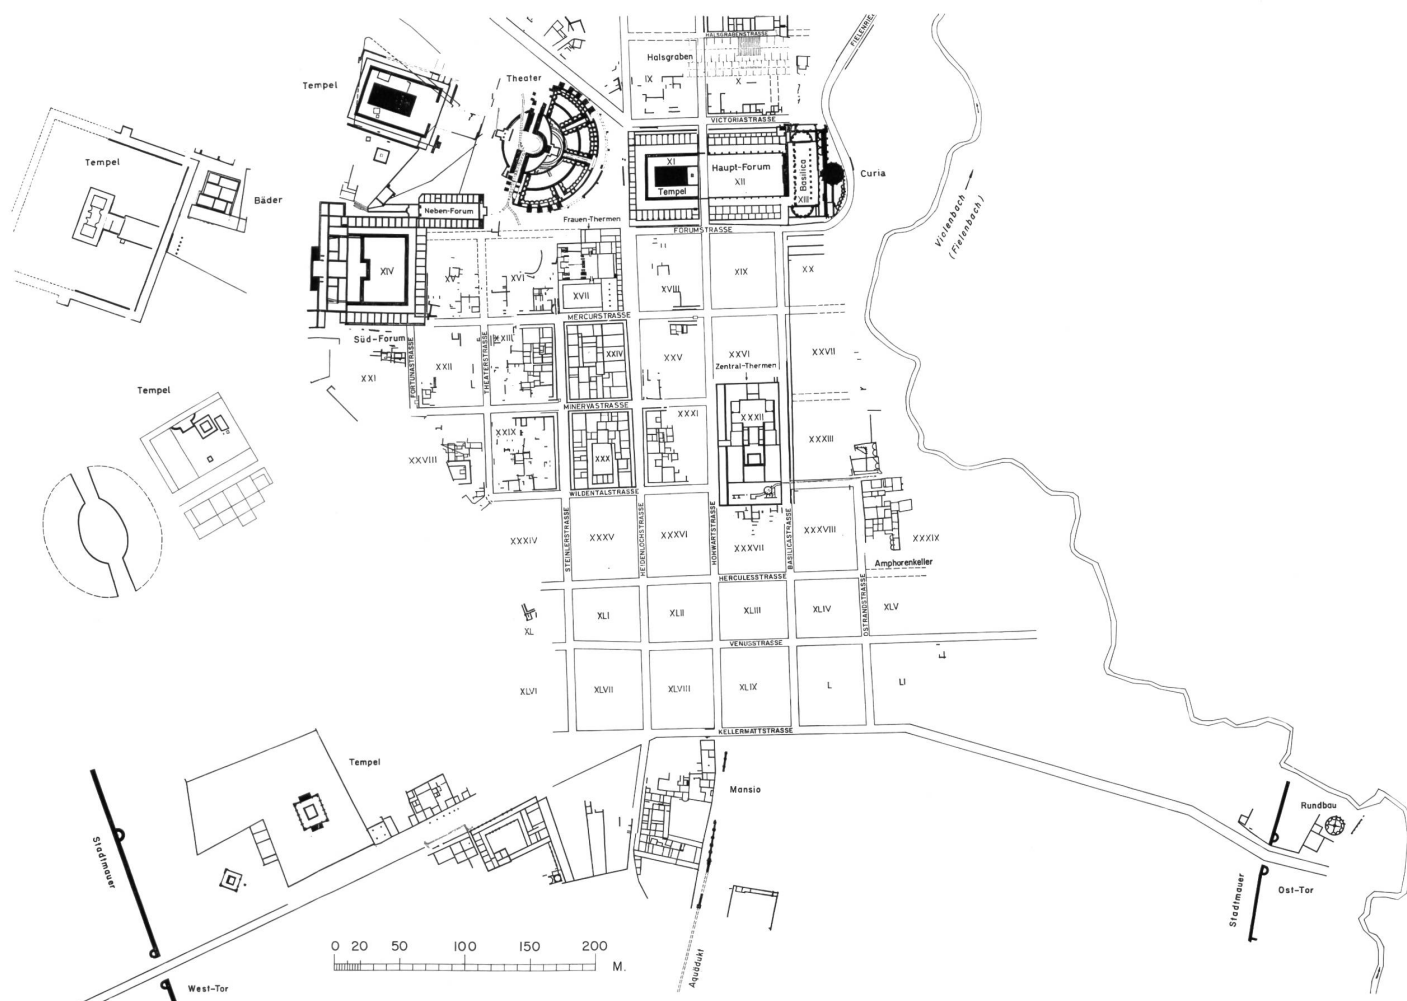 HALSGRABENSTRASSE
FIELENRIED
Halsgraben
IX
X
Theater
Tempel
VICTORIASTRASSE
Tempel
XI
Tempel
Haupt-Forum
XII
Basilica
XIII
Curia
Bäder
Neben-Forum
Frauen-Thermen
FORUMSTRASSE
Violenbach
(Fielenbach)
XIV
XV
XVI
XVII
XVIII
XIX
XX
MERCURSTRASSE
Süd-Forum
FORTUNASTRASSE
THEATERSTRASSE
XXI
XXII
XXIII
XXIV
XXV
XXVI
XXVII
Zentral-Thermen
Tempel
MINERVASTRASSE
XXVIII
XXIX
XXX
XXXI
XXXII
XXXIII
WILDENTALSTRASSE
STEINLERSTRASSE
HEIDENLOCHSTRASSE
HOHWARTSTRASSE
BASILICASTRASSE
XXXIV
XXXV
XXXVI
XXXVII
XXXVIII
XXXIX
Amphorenkeller
HERCULESSTRASSE
OSTRANDSTRASSE
XL
XLI
XLII
XLIII
XLIV
XLV
VENUSSTRASSE
XLVI
XLVII
XLVIII
XLIX
L
LI
KELLERMATTSTRASSE
Tempel
Mansio
Rundbau
Stadtmauer
Stadtmauer
Ost-Tor
0 20 50 100 150 200
M.
Aquädukt
West-Tor